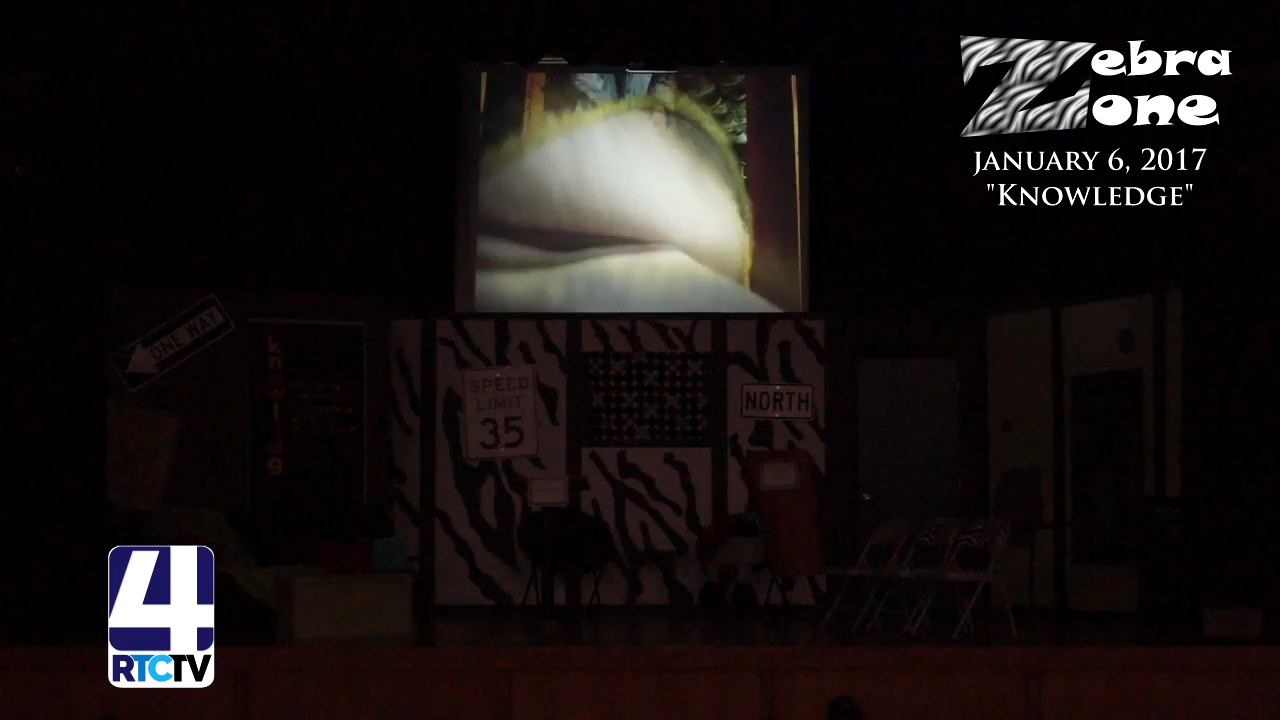 Zebra
Zone
JANUARY 6, 2017
"KNOWLEDGE"
ONE WAY
SPEED
LIMIT
35
NORTH
4
RTCTV